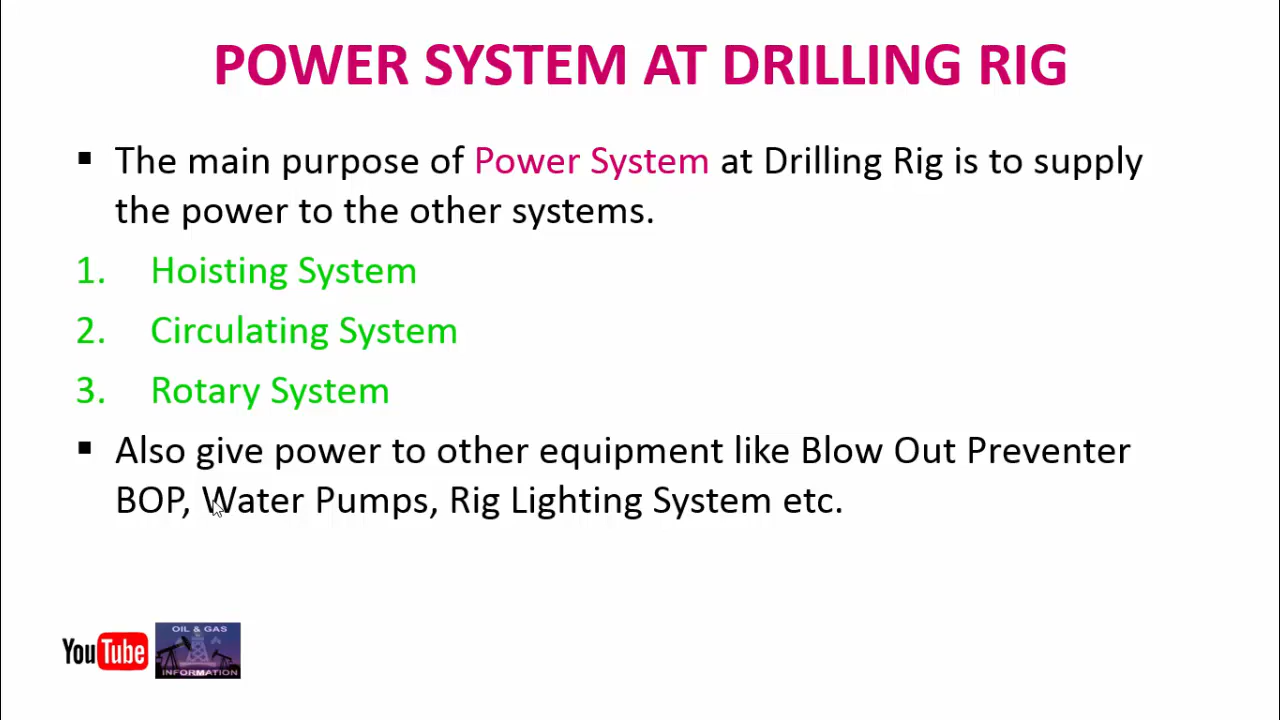 POWER SYSTEM AT DRILLING RIG
▪ The main purpose of Power System at Drilling Rig is to supply
the power to the other systems.
1. Hoisting System
2. Circulating System
3. Rotary System
▪ Also give power to other equipment like Blow Out Preventer
BOP, Water Pumps, Rig Lighting System etc.
YouTube
OIL & GAS
INFORMATION